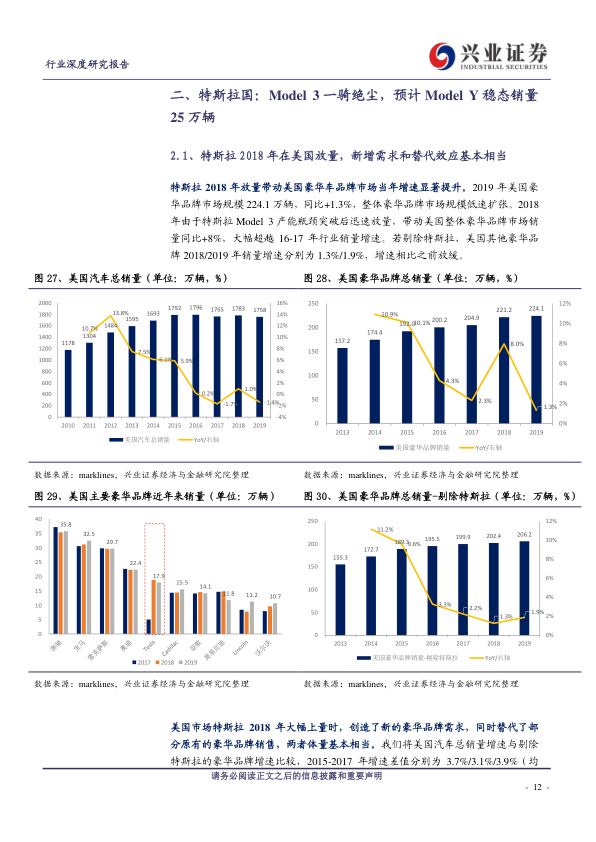 行业深度研究报告
兴业证券
INDUSTRIAL SECURITIES
二、特斯拉国：Model 3 一骑绝尘，预计 Model Y 稳态销量
25 万辆
2.1、特斯拉 2018 年在美国放量，新增需求和替代效应基本相当
特斯拉 2018 年放量带动美国豪华车品牌市场当年增速显著提升。2019 年美国豪
华品牌市场规模 224.1 万辆，同比+1.3%，整体豪华品牌市场规模低速扩张。2018
年由于特斯拉 Model 3 产能瓶颈突破后迅速放量，带动美国整体豪华品牌市场销
量同比+8%，大幅超越 16-17 年行业销量增速。若剔除特斯拉，美国其他豪华品
牌 2018/2019 年销量增速分别为 1.3%/1.9%，增速相比之前放缓。
图 27、美国汽车总销量（单位：万辆，%）
2000
1800
1600
1400
1200
1000
800
600
400
200
0
16%
14%
12%
10%
8%
6%
4%
2%
0%
-2%
-4%
1178
1304
1484
1595
1693
1792
1796
1765
1783
1758
10.7%
13.8%
7.5%
6.1%
5.9%
0.2%
-1.7%
1.0%
-1.4%
2010 2011 2012 2013 2014 2015 2016 2017 2018 2019
美国汽车总销量 YoY/右轴
数据来源：marklines，兴业证券经济与金融研究院整理
图 28、美国豪华品牌总销量（单位：万辆，%）
250
200
150
100
50
0
12%
10%
8%
6%
4%
2%
0%
157.2
174.4
192.0
200.2
204.9
221.2
224.1
10.9%
10.1%
4.3%
2.3%
8.0%
1.3%
2013 2014 2015 2016 2017 2018 2019
美国豪华品牌销量 YoY/右轴
数据来源：marklines，兴业证券经济与金融研究院整理
图 29、美国主要豪华品牌近年来销量（单位：万辆）
40
35
30
25
20
15
10
5
0
35.8
32.5
29.7
22.4
17.9
15.5
14.1
11.8
11.2
10.7
奔驰
宝马
雷克萨斯
奥迪
Tesla
Cadillac
讴歌
英菲尼迪
Lincoln
沃尔沃
2017 2018 2019
数据来源：marklines，兴业证券经济与金融研究院整理
图 30、美国豪华品牌总销量-剔除特斯拉（单位：万辆，%）
250
200
150
100
50
0
12%
10%
8%
6%
4%
2%
0%
155.3
172.7
189.3
195.5
199.9
202.4
206.2
11.2%
9.6%
3.3%
2.2%
1.3%
1.9%
2013 2014 2015 2016 2017 2018 2019
美国豪华品牌销量-剔除特斯拉 YoY/右轴
数据来源：marklines，兴业证券经济与金融研究院整理
美国市场特斯拉 2018 年大幅上量时，创造了新的豪华品牌需求，同时替代了部
分原有的豪华品牌销售，两者体量基本相当。我们将美国汽车总销量增速与剔除
特斯拉的豪华品牌增速比较，2015-2017 年增速差值分别为 3.7%/3.1%/3.9%（均
请务必阅读正文之后的信息披露和重要声明
- 12 -